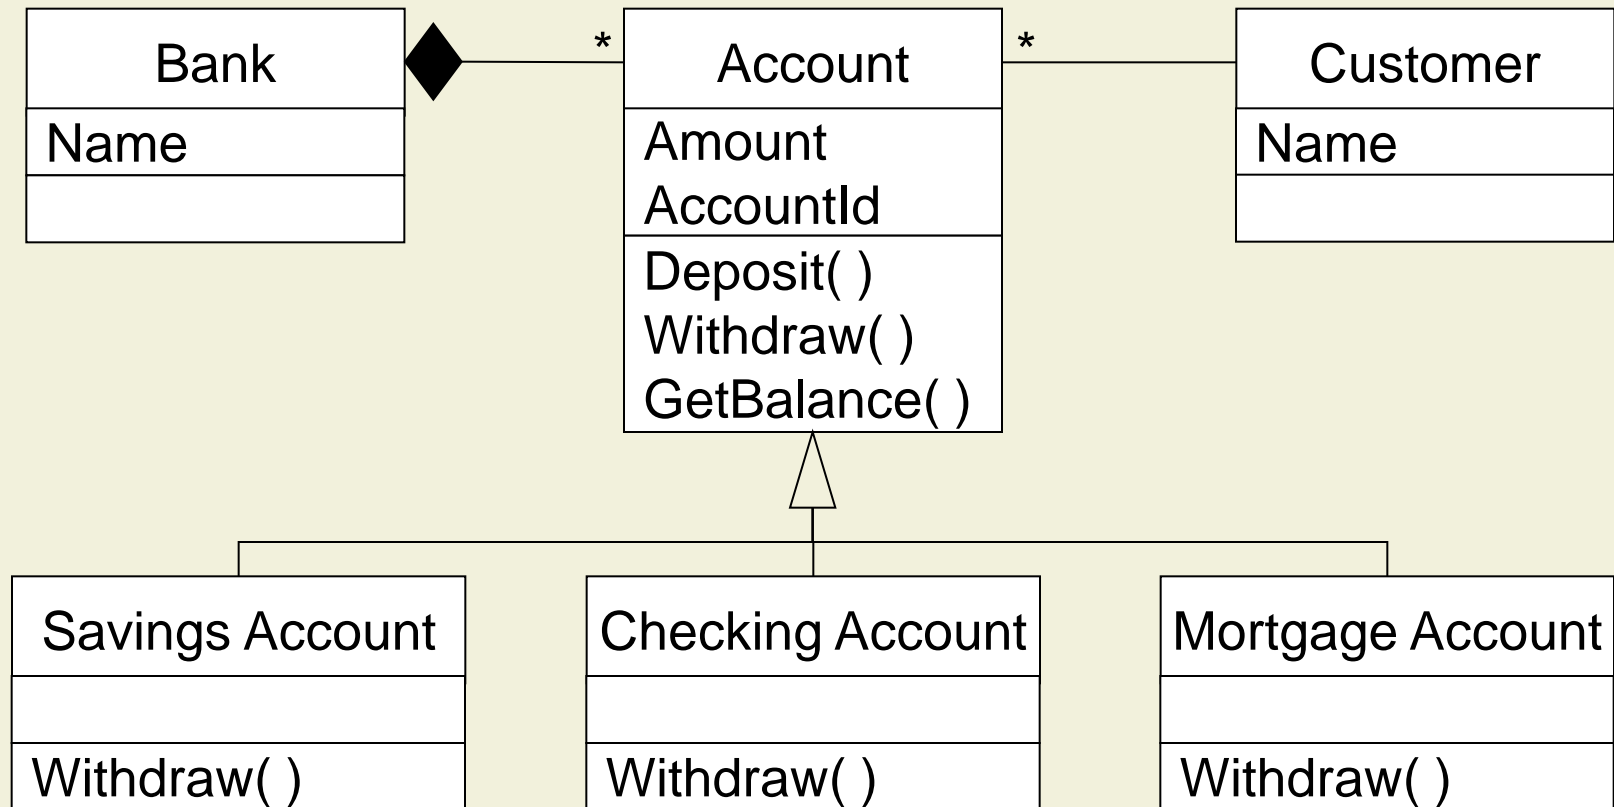 Bank
*
Account
*
Customer
Name
Amount
AccountId
Name
Deposit( )
Withdraw( )
GetBalance( )
Savings Account
Checking Account
Mortgage Account
Withdraw( )
Withdraw( )
Withdraw( )